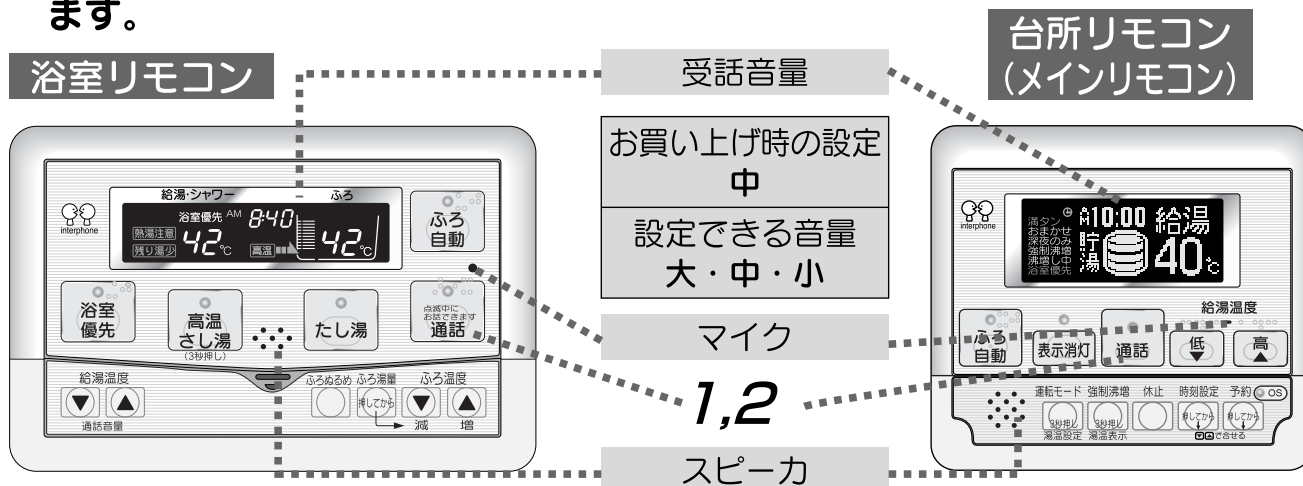 ます。
浴室リモコン
受話音量
台所リモコン
(メインリモコン)
お買い上げ時の設定
中
設定できる音量
大・中・小
マイク
1,2
スピーカ
interphone
給湯・シャワー
ふろ
浴室優先 AM 8:40
熱湯注意
残り湯少
42℃
高温
42℃
ふろ
自動
浴室
優先
高温
さし湯
(3秒押し)
たし湯
点滅中に
お話できます
通話
給湯温度
通話音量
ふろぬるめ
ふろ湯量
押してから
ふろ温度
減
増
interphone
満タン
おまかせ
深夜のみ
強制沸増
沸増し中
浴室優先
AM10:00
給湯
貯湯
40℃
給湯温度
ふろ
自動
表示消灯
通話
低
高
運転モード
強制沸増
休止
時刻設定
予約
OS
3秒押し
3秒押し
押してから
押してから
湯温設定
湯温表示
▼▲で合せる